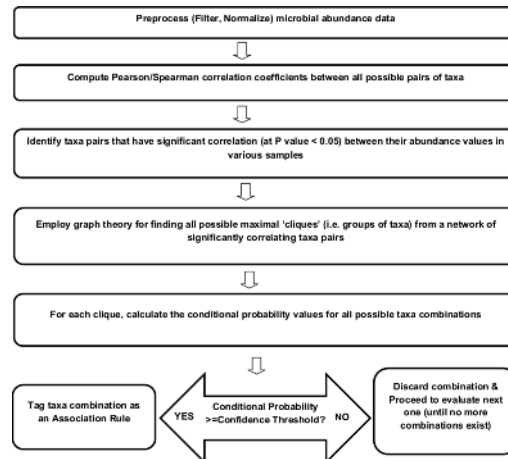 Preprocess (Filter, Normalize) microbial abundance data
Compute Pearson/Spearman correlation coefficients between all possible pairs of taxa
Identify taxa pairs that have significant correlation (at P value < 0.05) between their abundance values in
various samples
Employ graph theory for finding all possible maximal 'cliques' (i.e. groups of taxa) from a network of
significantly correlating taxa pairs
For each clique, calculate the conditional probability values for all possible taxa combinations
Tag taxa combination as
an Association Rule
YES
Conditional Probability
>=Confidence Threshold?
NO
Discard combination &
Proceed to evaluate next
one (until no more
combinations exist)